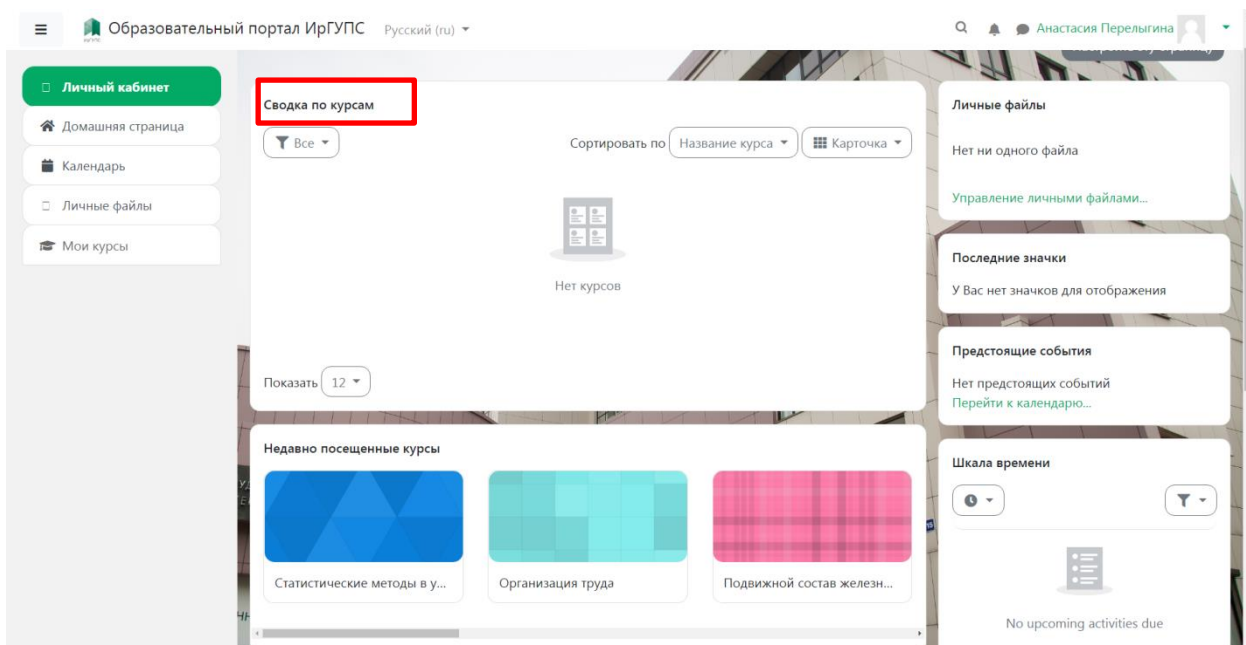 Образовательный портал ИрГУПС
Русский (ru)
Анастасия Перелыгина
Личный кабинет
Домашняя страница
Календарь
Личные файлы
Мои курсы
Сводка по курсам
Все
Сортировать по
Название курса
Карточка
Нет курсов
Показать
12
Недавно посещенные курсы
Статистические методы в у...
Организация труда
Подвижной состав железн...
Личные файлы
Нет ни одного файла
Управление личными файлами...
Последние значки
У Вас нет значков для отображения
Предстоящие события
Нет предстоящих событий
Перейти к календарю...
Шкала времени
No upcoming activities due